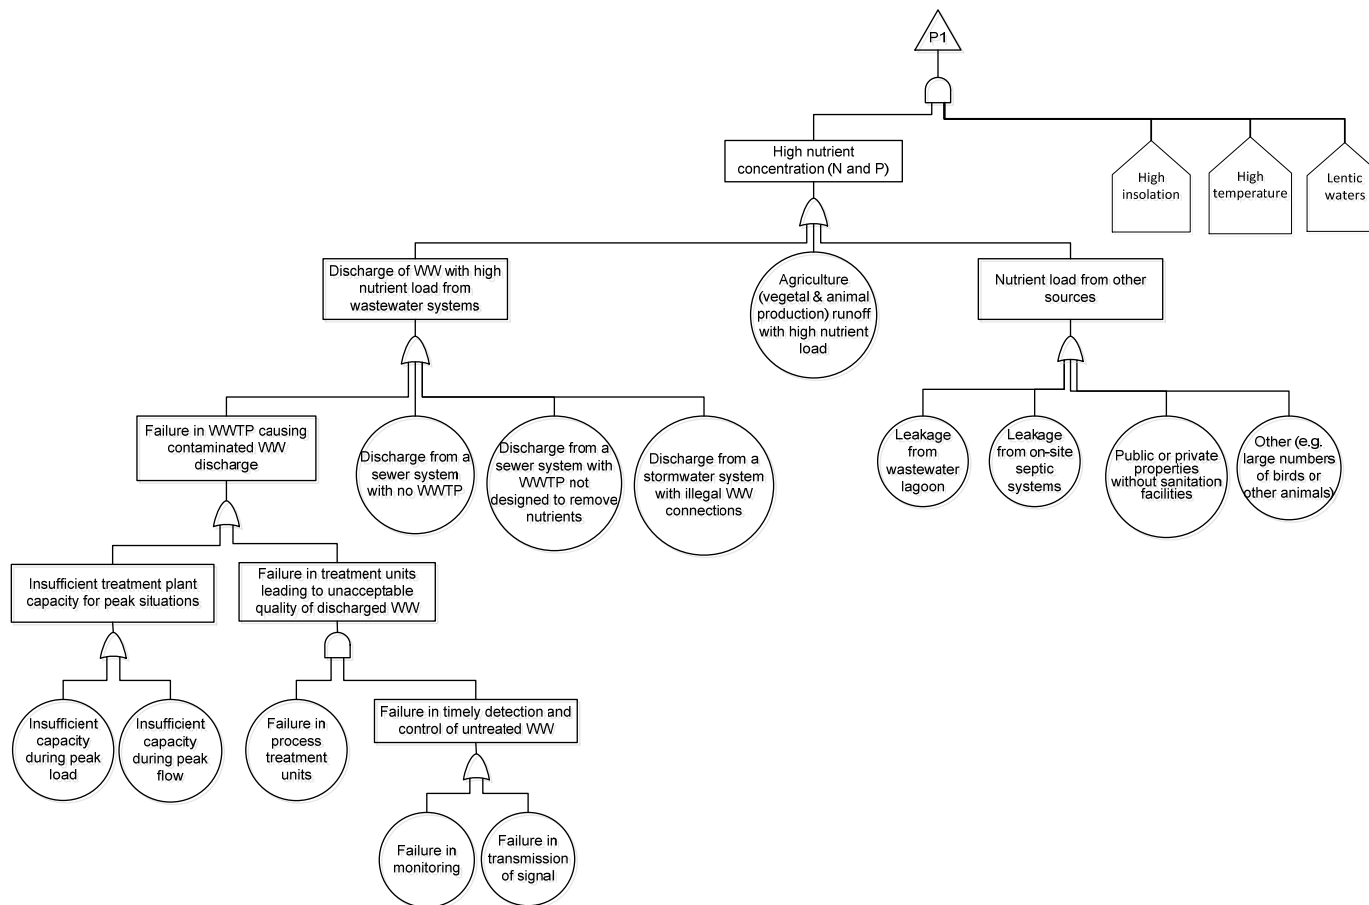 P1
High nutrient
concentration (N and P)
High
insolation
High
temperature
Lentic
waters
Discharge of WW with high
nutrient load from
wastewater systems
Agriculture
(vegetal & animal
production) runoff
with high nutrient
load
Nutrient load from other
sources
Failure in WWTP causing
contaminated WW
discharge
Discharge from a
sewer system
with no WWTP
Discharge from a
sewer system with
WWTP not
designed to remove
nutrients
Discharge from a
stormwater system
with illegal WW
connections
Leakage
from
wastewater
lagoon
Leakage
from on-site
septic
systems
Public or private
properties
without sanitation
facilities
Other (e.g.
large numbers
of birds or
other animals)
Insufficient treatment plant
capacity for peak situations
Failure in treatment units
leading to unacceptable
quality of discharged WW
Insufficient
capacity
during peak
load
Insufficient
capacity
during peak
flow
Failure in
process
treatment
units
Failure in timely detection and
control of untreated WW
Failure in
monitoring
Failure in
transmission
of signal